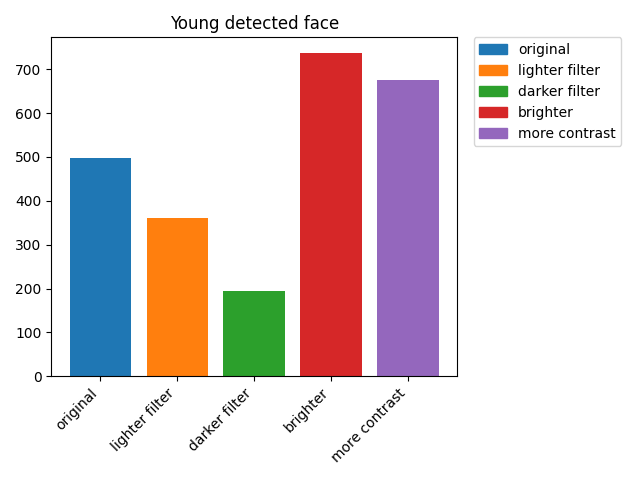 Young detected face
original
lighter filter
darker filter
brighter
more contrast
700
600
500
400
300
200
100
0
original
lighter filter
darker filter
brighter
more contrast